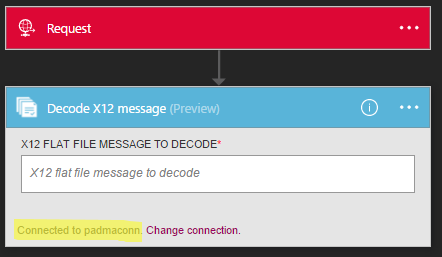 Request
Decode X12 message (Preview)
X12 FLAT FILE MESSAGE TO DECODE*
X12 flat file message to decode
Connected to padmaconn. Change connection.